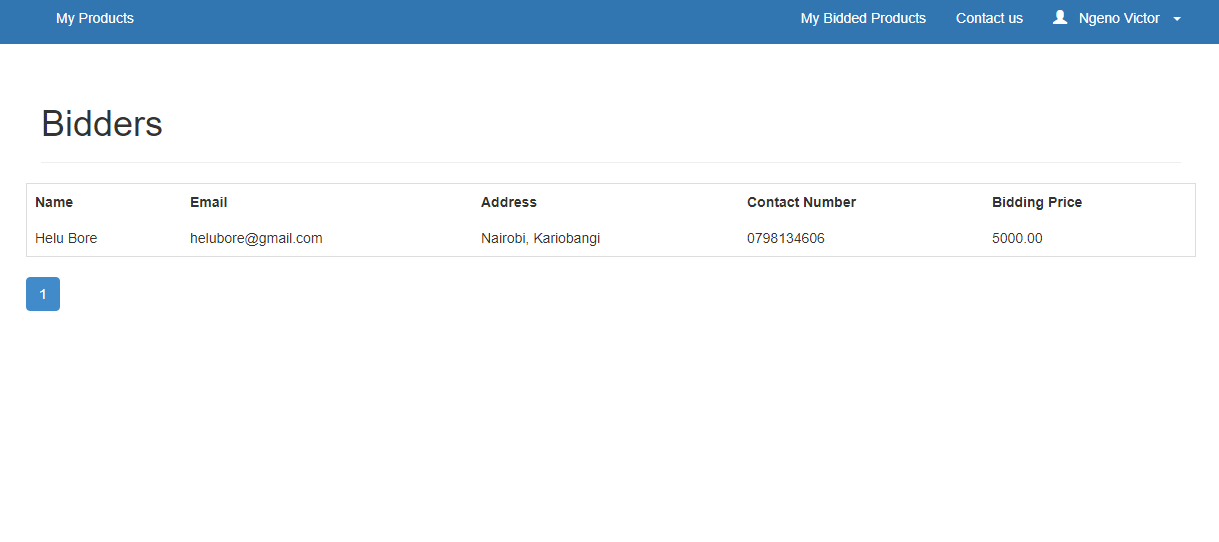 My Products My Bidded Products Contact us Ngeno Victor
Bidders
Name Email Address Contact Number Bidding Price
Helu Bore helubore@gmail.com Nairobi, Kariobangi 0798134606 5000.00
1